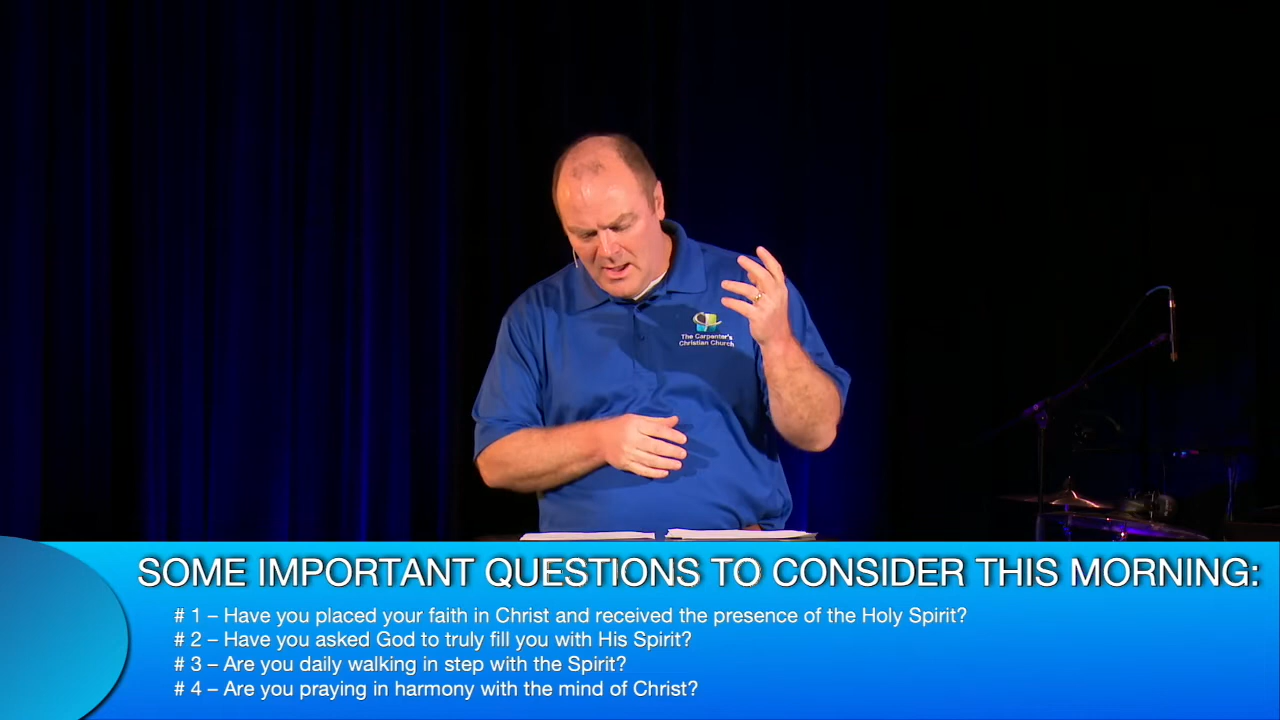 The Carpenter's
Christian Church
SOME IMPORTANT QUESTIONS TO CONSIDER THIS MORNING:
# 1 – Have you placed your faith in Christ and received the presence of the Holy Spirit?
# 2 – Have you asked God to truly fill you with His Spirit?
# 3 – Are you daily walking in step with the Spirit?
# 4 – Are you praying in harmony with the mind of Christ?